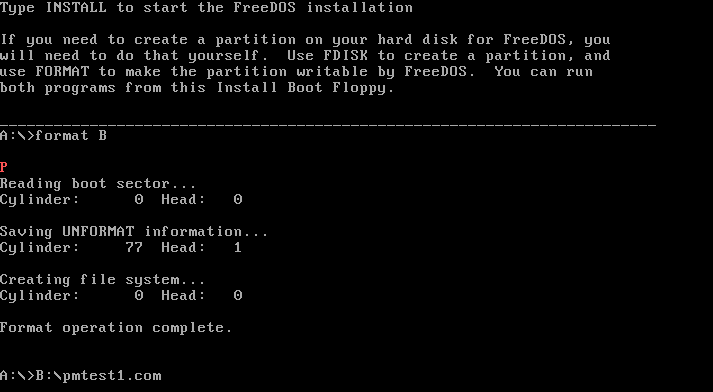 Type INSTALL to start the FreeDOS installation
If you need to create a partition on your hard disk for FreeDOS, you
will need to do that yourself.  Use FDISK to create a partition, and
use FORMAT to make the partition writable by FreeDOS.  You can run
both programs from this Install Boot Floppy.
A:\>format B
P
Reading boot sector...
Cylinder:      0  Head:   0
Saving UNFORMAT information...
Cylinder:     77  Head:   1
Creating file system...
Cylinder:      0  Head:   0
Format operation complete.
A:\>B:\pmtest1.com